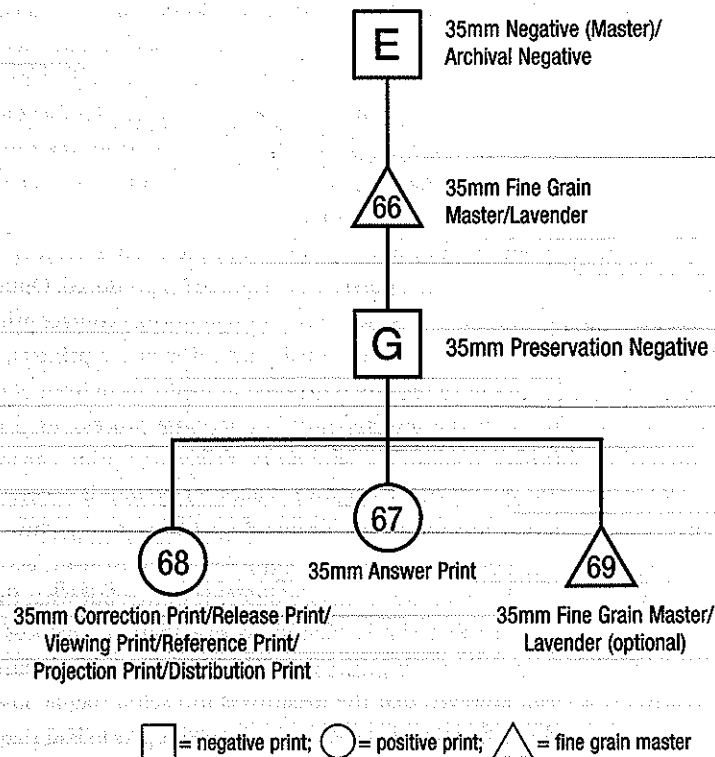 E
35mm Negative (Master)/
Archival Negative
66
35mm Fine Grain
Master/Lavender
G
35mm Preservation Negative
68
67
69
35mm Answer Print
35mm Correction Print/Release Print/
Viewing Print/Reference Print/
Projection Print/Distribution Print
35mm Fine Grain Master/
Lavender (optional)
= negative print; = positive print; = fine grain master